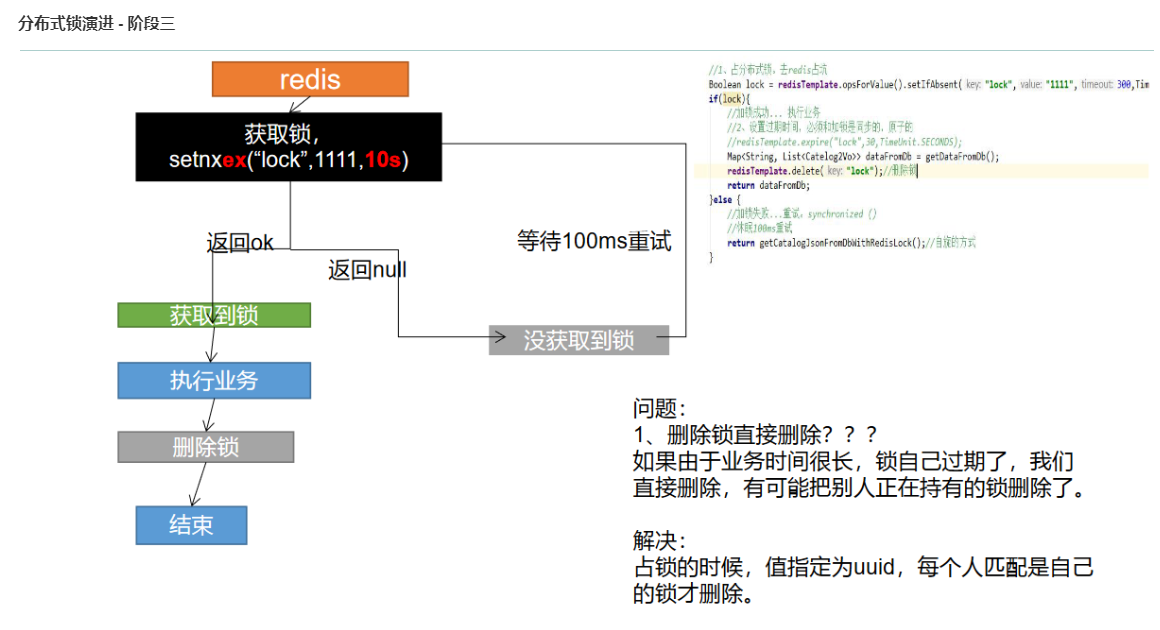 分布式锁演进 - 阶段三
redis
获取锁，
setnxex(“lock”,1111,10s)
返回ok
返回null
等待100ms重试
获取到锁
没获取到锁
执行业务
删除锁
结束
//1、占分布式锁。去redis占坑
Boolean lock = redisTemplate.opsForValue().setIfAbsent( key: "lock", value: "1111", timeout: 300,Tim
if(lock){
//加锁成功... 执行业务
//2、设置过期时间，必须和加锁是同步的，原子的
//redisTemplate.expire("lock",30,TimeUnit.SECONDS);
Map<String, List<Catelog2Vo>> dataFromDb = getDataFromDb();
redisTemplate.delete( key: "lock");//删除锁
return dataFromDb;
}else {
//加锁失败...重试。synchronized ()
//休眠100ms重试
return getCatalogJsonFromDbWithRedisLock();//自旋的方式
}
问题：
1、删除锁直接删除？？？
如果由于业务时间很长，锁自己过期了，我们
直接删除，有可能把别人正在持有的锁删除了。
解决：
占锁的时候，值指定为uuid，每个人匹配是自己
的锁才删除。